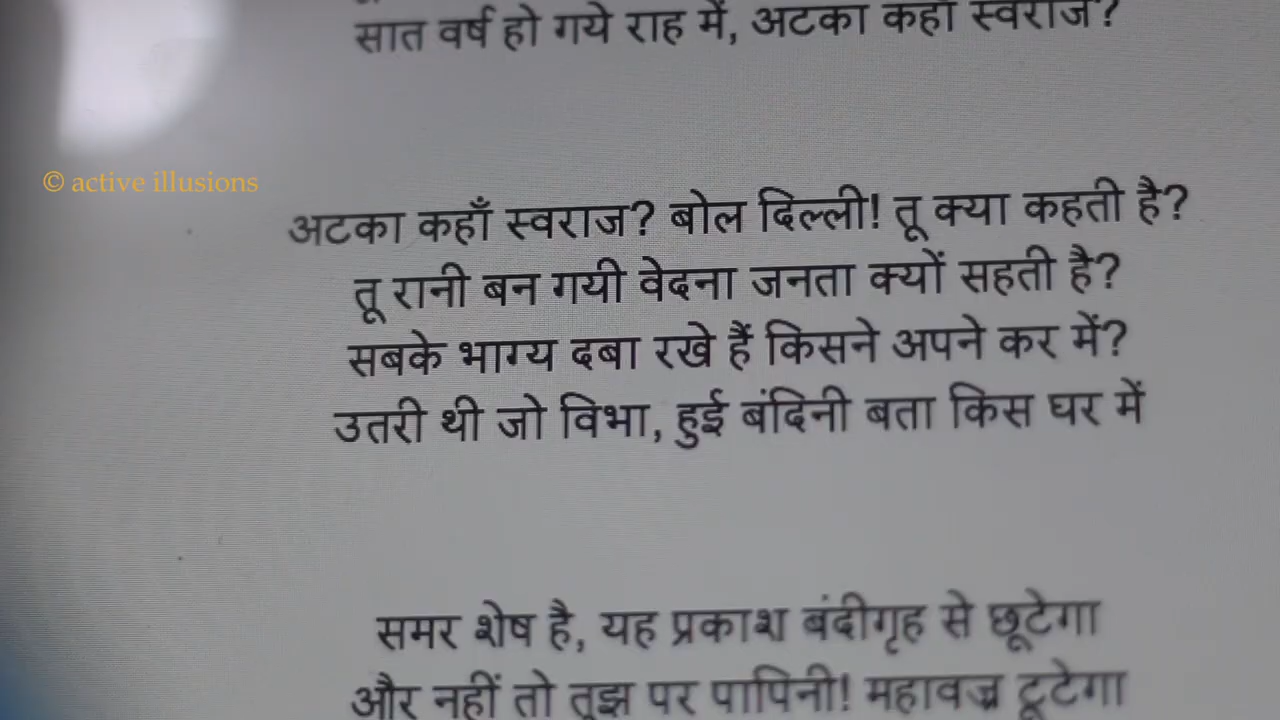 सात वर्ष हो गये राह में, अटका कहाँ स्वराज?
© active illusions
अटका कहाँ स्वराज? बोल दिल्ली! तू क्या कहती है?
तू रानी बन गयी वेदना जनता क्यों सहती है?
सबके भाग्य दबा रखे हैं किसने अपने कर में?
उतरी थी जो विभा, हुई बंदिनी बता किस घर में
समर शेष है, यह प्रकाश बंदीगृह से छूटेगा
और नहीं तो तुझ पर पापिनी! महावज्र टूटेगा